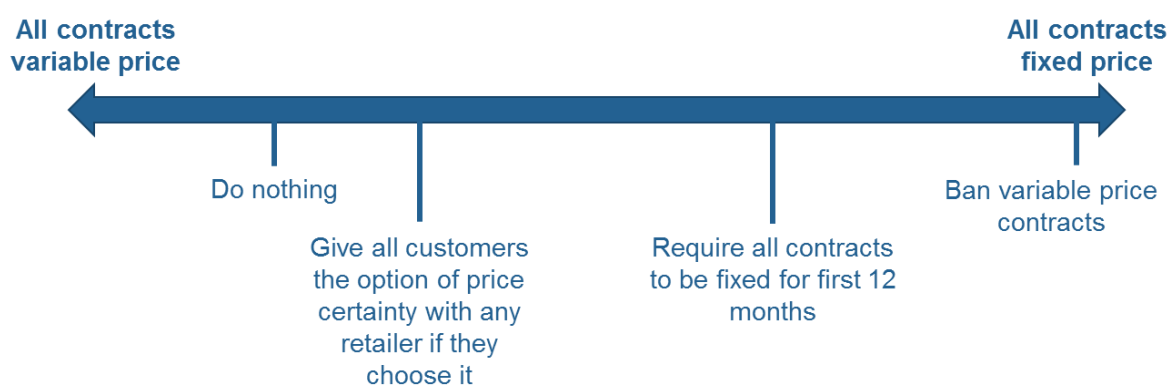 All contracts
variable price
All contracts
fixed price
Do nothing
Give all customers
the option of price
certainty with any
retailer if they
choose it
Require all contracts
to be fixed for first 12
months
Ban variable price
contracts